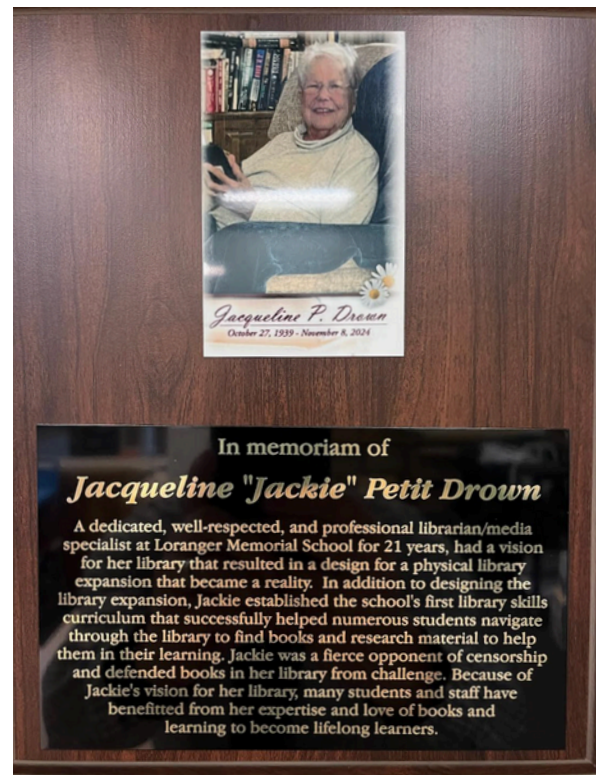 Jacqueline P. Drown
October 27, 1939 - November 8, 2024
In memoriam of
Jacqueline "Jackie" Petit Drown
A dedicated, well-respected, and professional librarian/media
specialist at Loranger Memorial School for 21 years, had a vision
for her library that resulted in a design for a physical library
expansion that became a reality. In addition to designing the
library expansion, Jackie established the school's first library skills
curriculum that successfully helped numerous students navigate
through the library to find books and research material to help
them in their learning. Jackie was a fierce opponent of censorship
and defended books in her library from challenge. Because of
Jackie's vision for her library, many students and staff have
benefitted from her expertise and love of books and
learning to become lifelong learners.